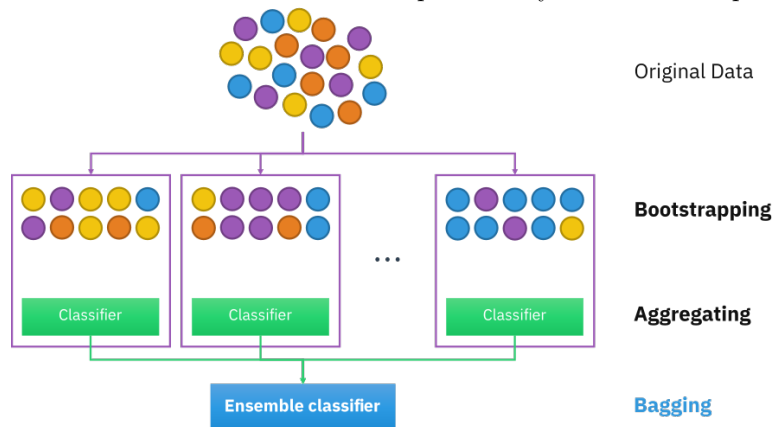 Original Data
Bootstrapping
...
Classifier
Classifier
Classifier
Aggregating
Ensemble classifier
Bagging